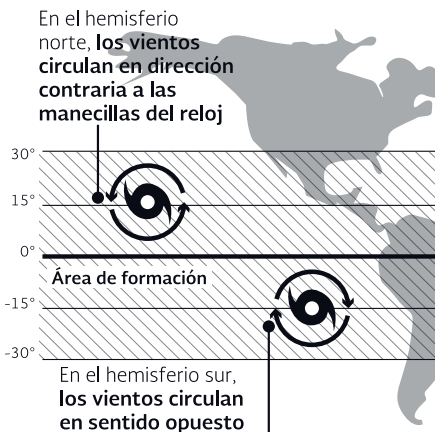 En el hemisferio
norte, los vientos
circulan en dirección
contraria a las
manecillas del reloj
30°
15°
0°
Área de formación
-15°
-30°
En el hemisferio sur,
los vientos circulan
en sentido opuesto